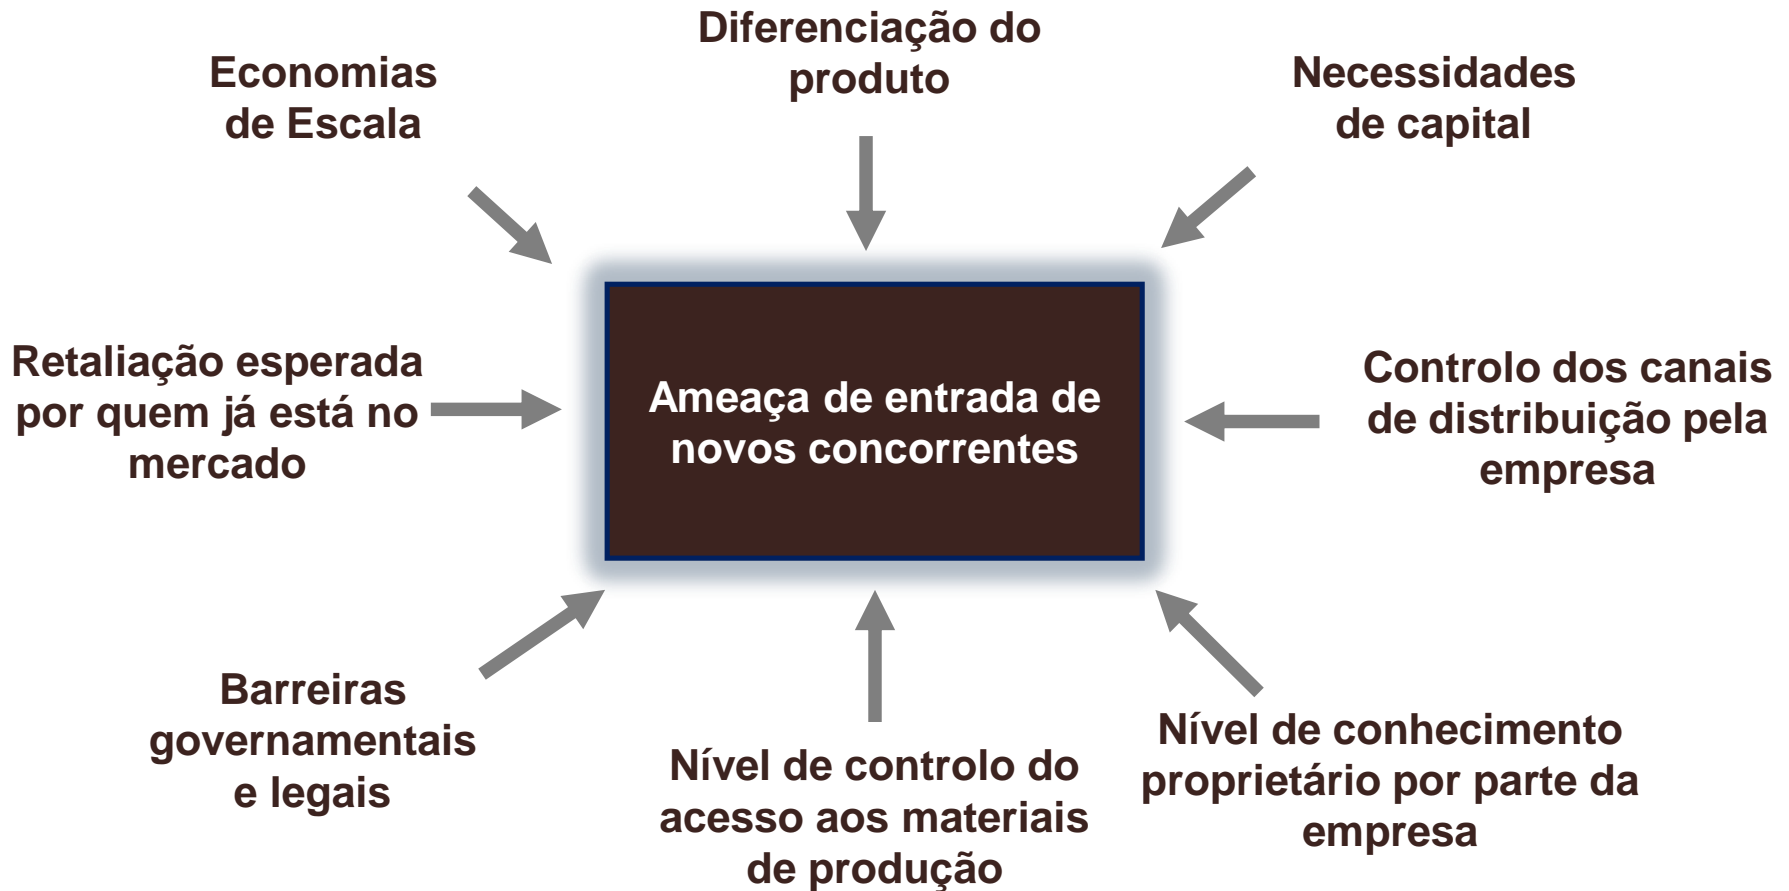 Diferenciação do
produto
Economias
de Escala
Necessidades
de capital
Retaliação esperada
por quem já está no
mercado
Ameaça de entrada de
novos concorrentes
Controlo dos canais
de distribuição pela
empresa
Barreiras
governamentais
e legais
Nível de controlo do
acesso aos materiais
de produção
Nível de conhecimento
proprietário por parte da
empresa